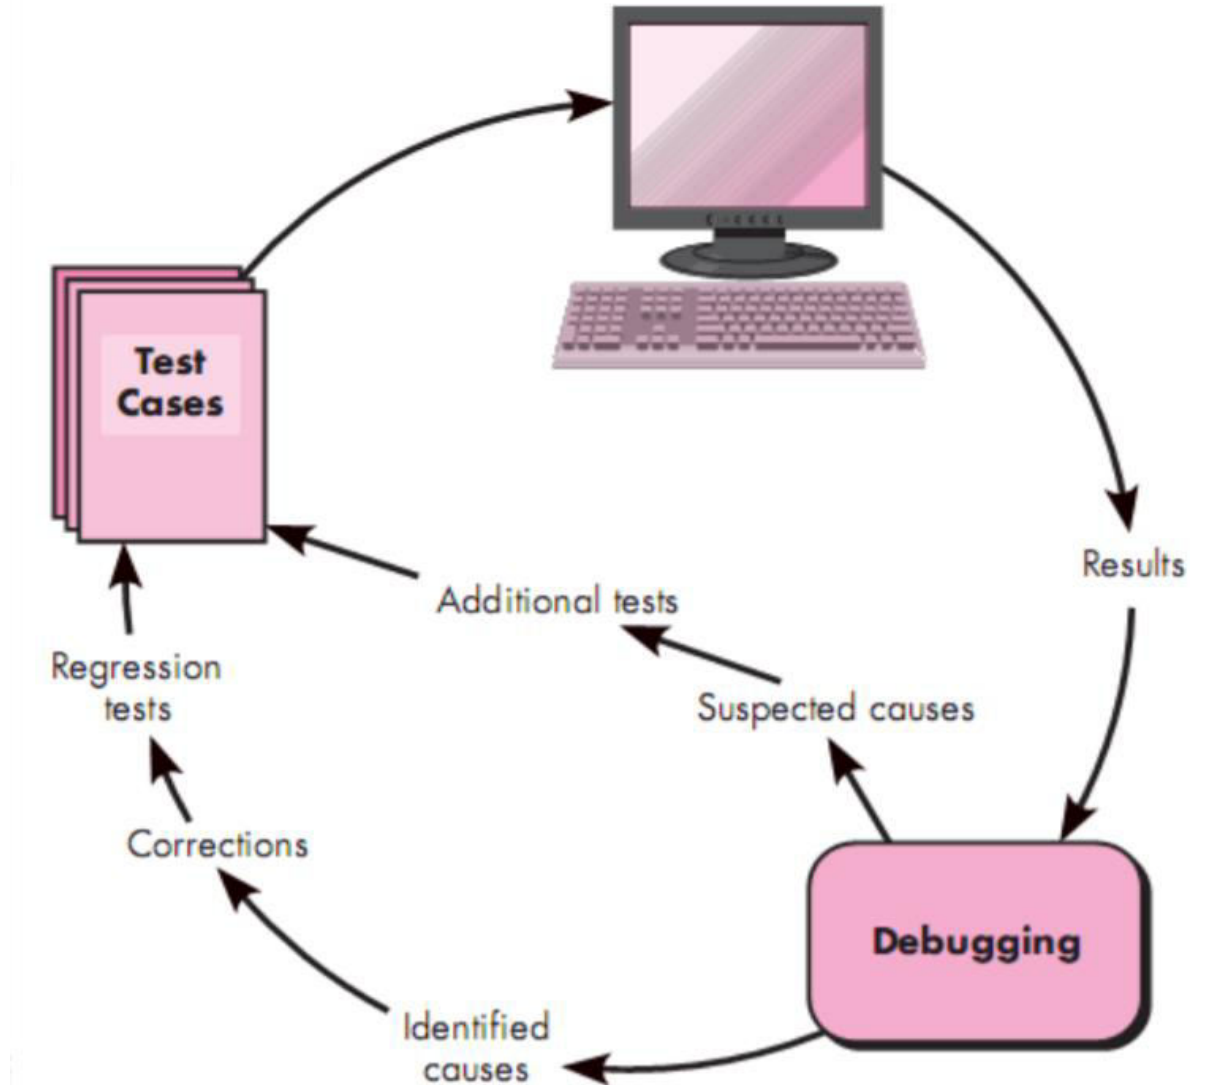 Test
Cases
Results
Additional tests
Suspected causes
Regression
tests
Corrections
Debugging
Identified
causes